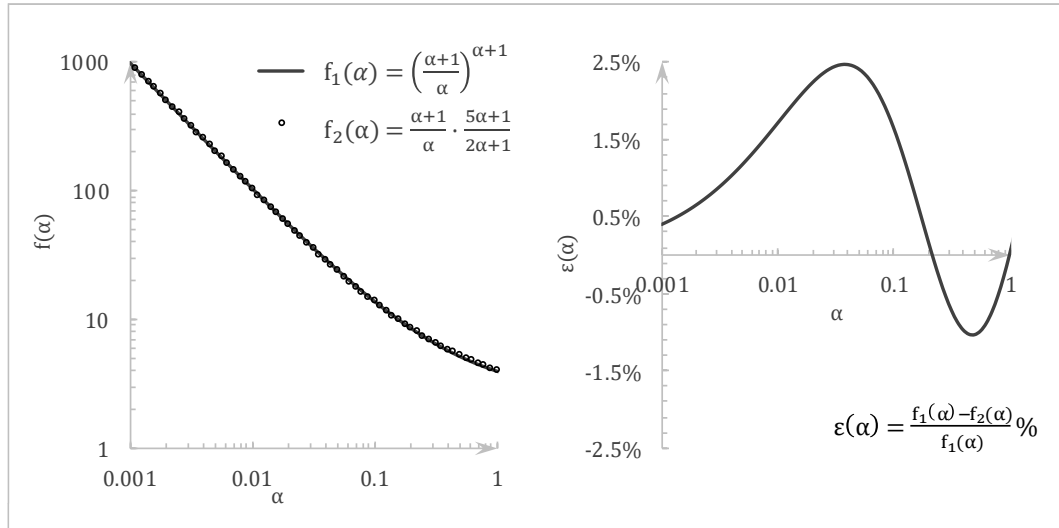 1000
100
10
1
0.001
0.01
0.1
1
f(α)
α
f₁(α) = ((α+1)/α)^(α+1)
f₂(α) = (α+1)/α · (5α+1)/(2α+1)
2.5%
1.5%
0.5%
-0.5%
-1.5%
-2.5%
0.001
0.01
0.1
1
ε(α)
α
ε(α) = (f₁(α)−f₂(α))/f₁(α) %